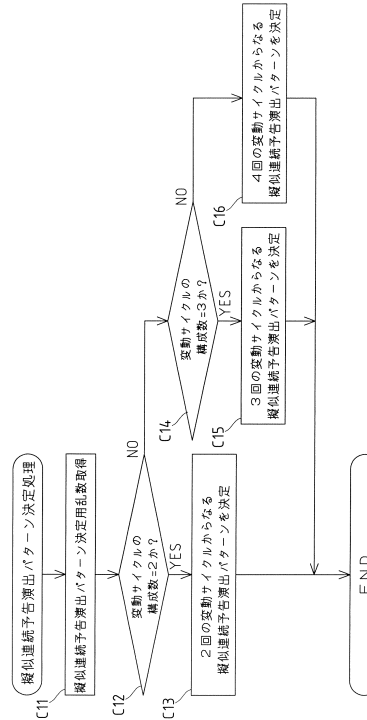 擬似連続予告演出パターン決定処理
C11
擬似連続予告演出パターン決定用乱数取得
C12
変動サイクルの
構成数=2か?
NO
YES
C13
2回の変動サイクルからなる
擬似連続予告演出パターンを決定
C14
変動サイクルの
構成数=3か?
NO
YES
C15
3回の変動サイクルからなる
擬似連続予告演出パターンを決定
C16
4回の変動サイクルからなる
擬似連続予告演出パターンを決定
END